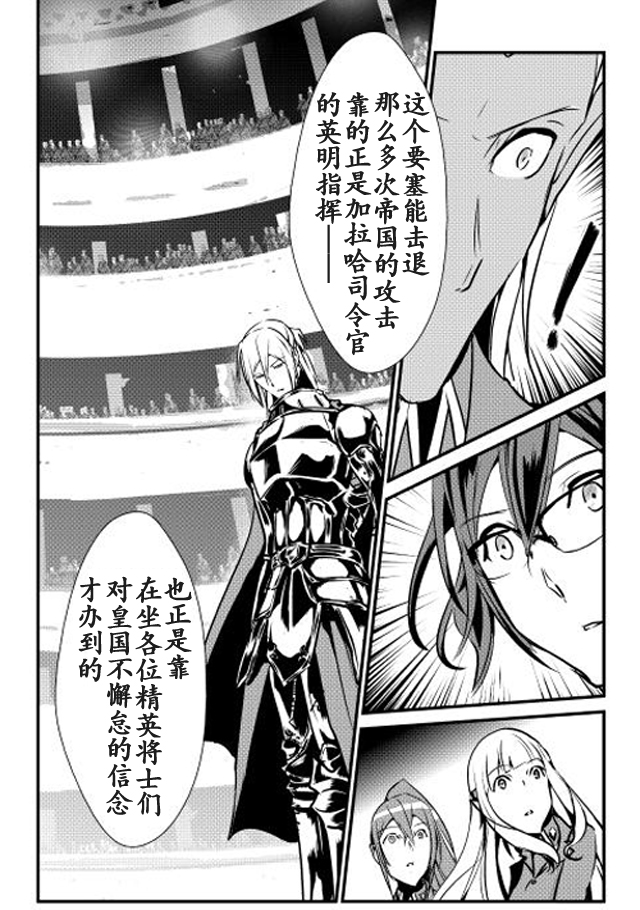 这个要塞能击退
那么多次帝国的攻击
靠的正是加拉哈司令官
的英明指挥——
！
也正是靠
在坐各位精英将士们
对皇国不懈怠的信念
才办到的